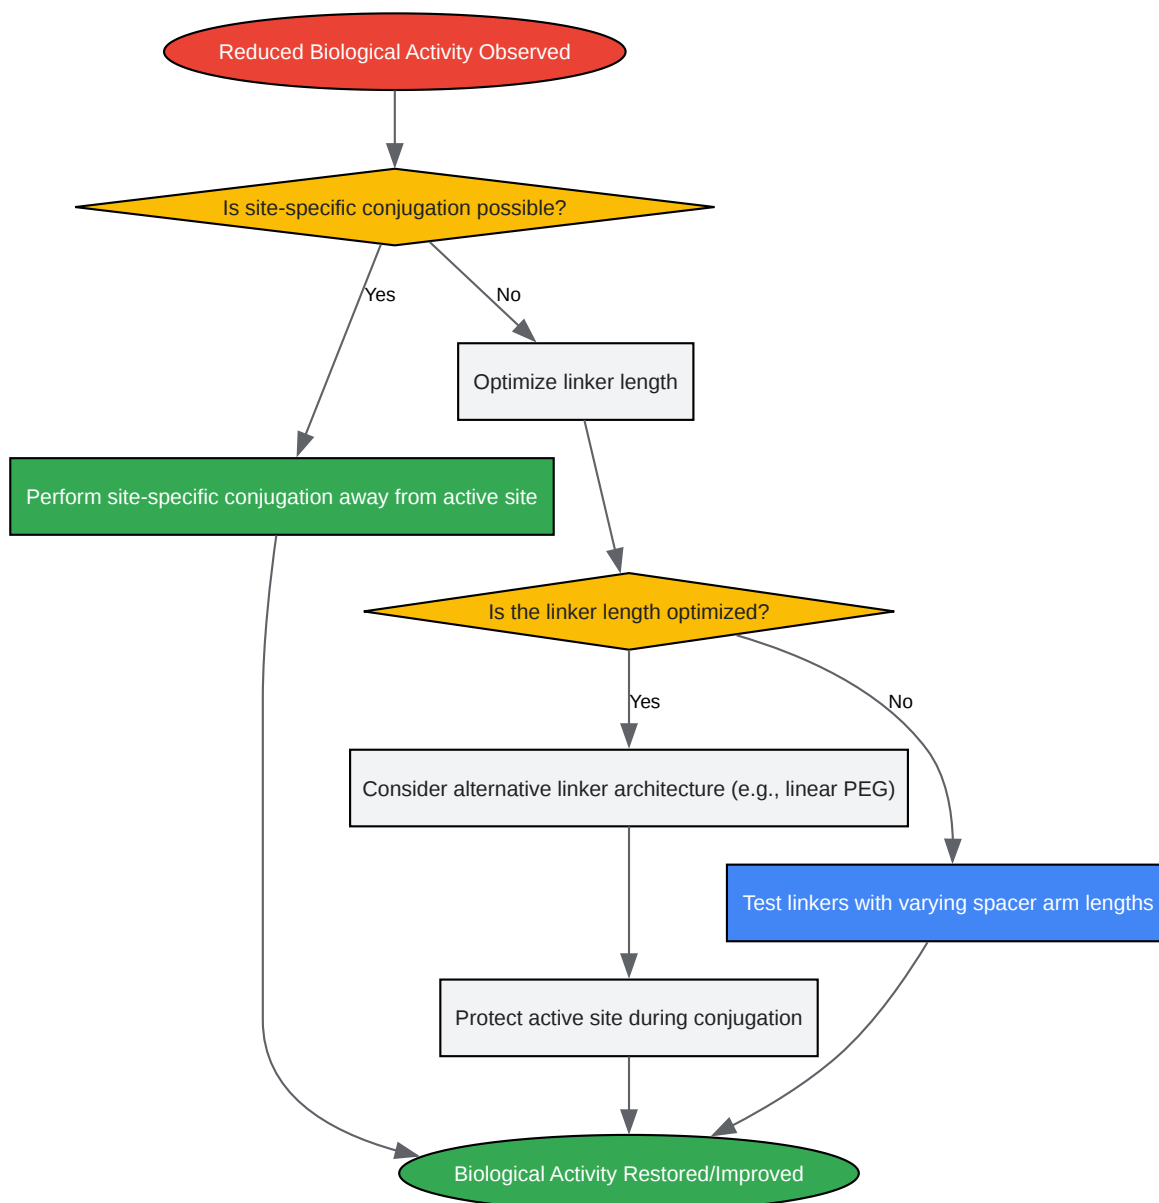 Reduced Biological Activity Observed
Is site-specific conjugation possible?
Yes
No
Optimize linker length
Perform site-specific conjugation away from active site
Is the linker length optimized?
Yes
No
Consider alternative linker architecture (e.g., linear PEG)
Test linkers with varying spacer arm lengths
Protect active site during conjugation
Biological Activity Restored/Improved